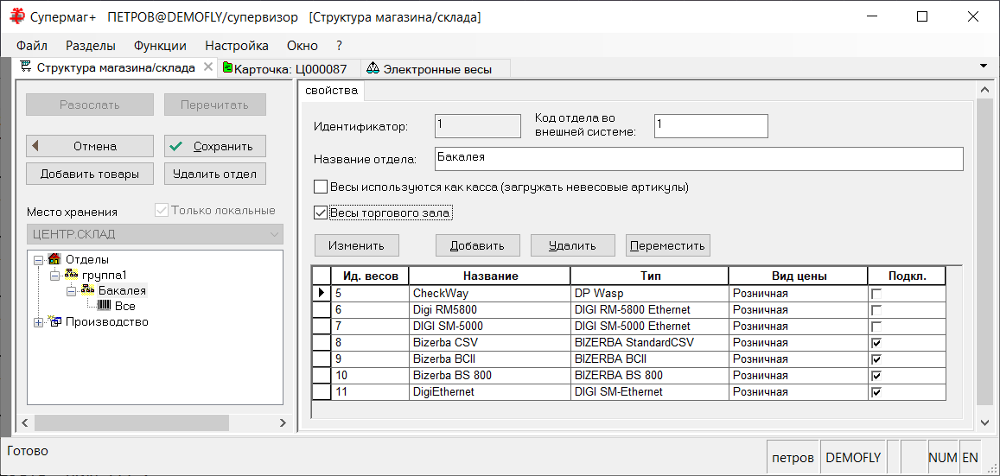 Супермаг+ ПЕТРОВ@DEMOFLY/супервизор [Структура магазина/склада]
Файл Разделы Функции Настройка Окно ?
Структура магазина/склада Карточка: Ц000087 Электронные весы
Разослать Перечитать
Отмена Сохранить
Добавить товары Удалить отдел
Место хранения Только локальные
ЦЕНТР.СКЛАД
Отделы
группа1
Бакалея
Все
Производство
свойства
Идентификатор: 1 Код отдела во внешней системе: 1
Название отдела: Бакалея
Весы используются как касса (загружать невесовые артикулы)
Весы торгового зала
Изменить Добавить Удалить Переместить
Ид. весов Название Тип Вид цены Подкл.
5 CheckWay DP Wasp Розничная
6 Digi RM5800 DIGI RM-5800 Ethernet Розничная
7 DIGI SM-5000 DIGI SM-5000 Ethernet Розничная
8 Bizerba CSV BIZERBA StandardCSV Розничная
9 Bizerba BCII BIZERBA BCII Розничная
10 Bizerba BS 800 BIZERBA BS 800 Розничная
11 DigiEthernet DIGI SM-Ethernet Розничная
Готово петров DEMOFLY NUM EN